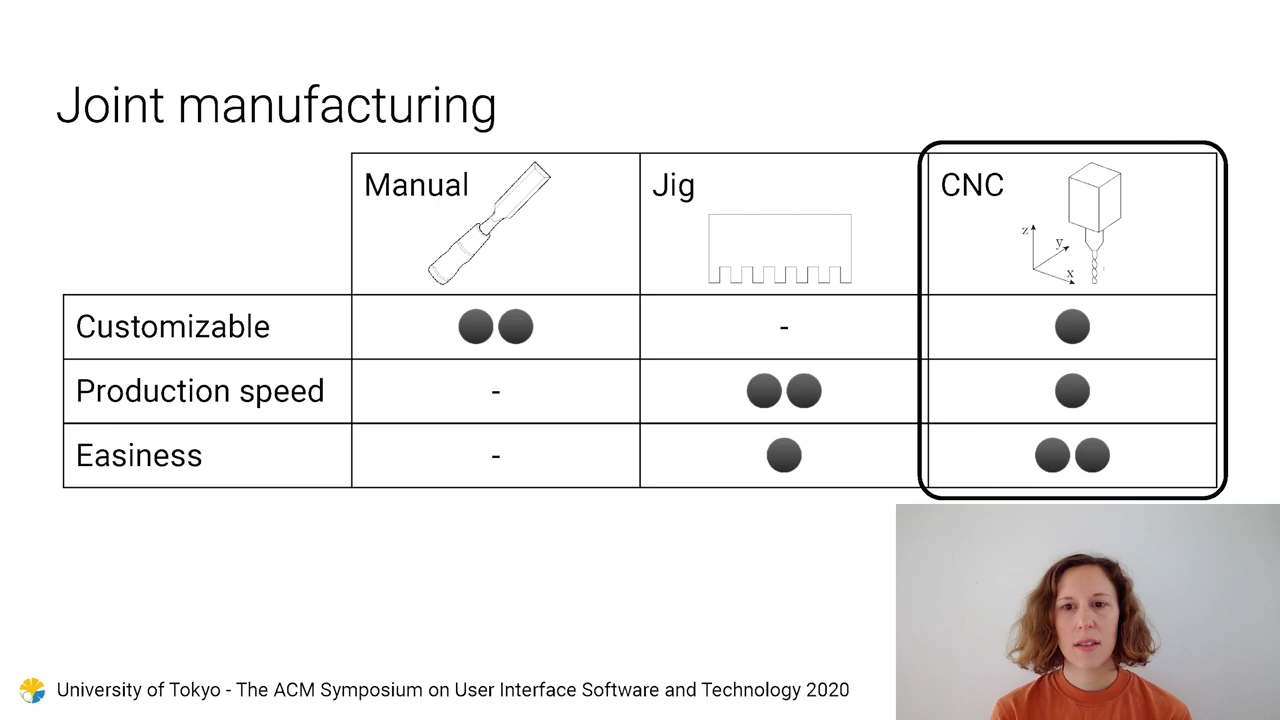 Joint manufacturing
Manual
Jig
CNC
z
y
x
Customizable
-
Production speed
-
Easiness
-
University of Tokyo - The ACM Symposium on User Interface Software and Technology 2020